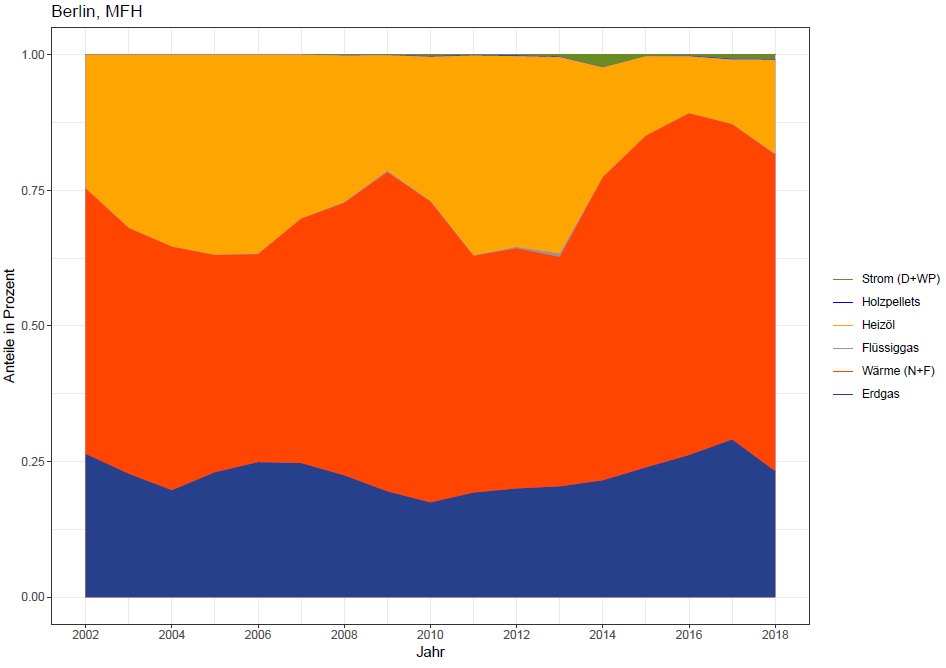 Berlin, MFH
Anteile in Prozent
1.00
0.75
0.50
0.25
0.00
2002 2004 2006 2008 2010 2012 2014 2016 2018
Jahr
Strom (D+WP)
Holzpellets
Heizöl
Flüssiggas
Wärme (N+F)
Erdgas